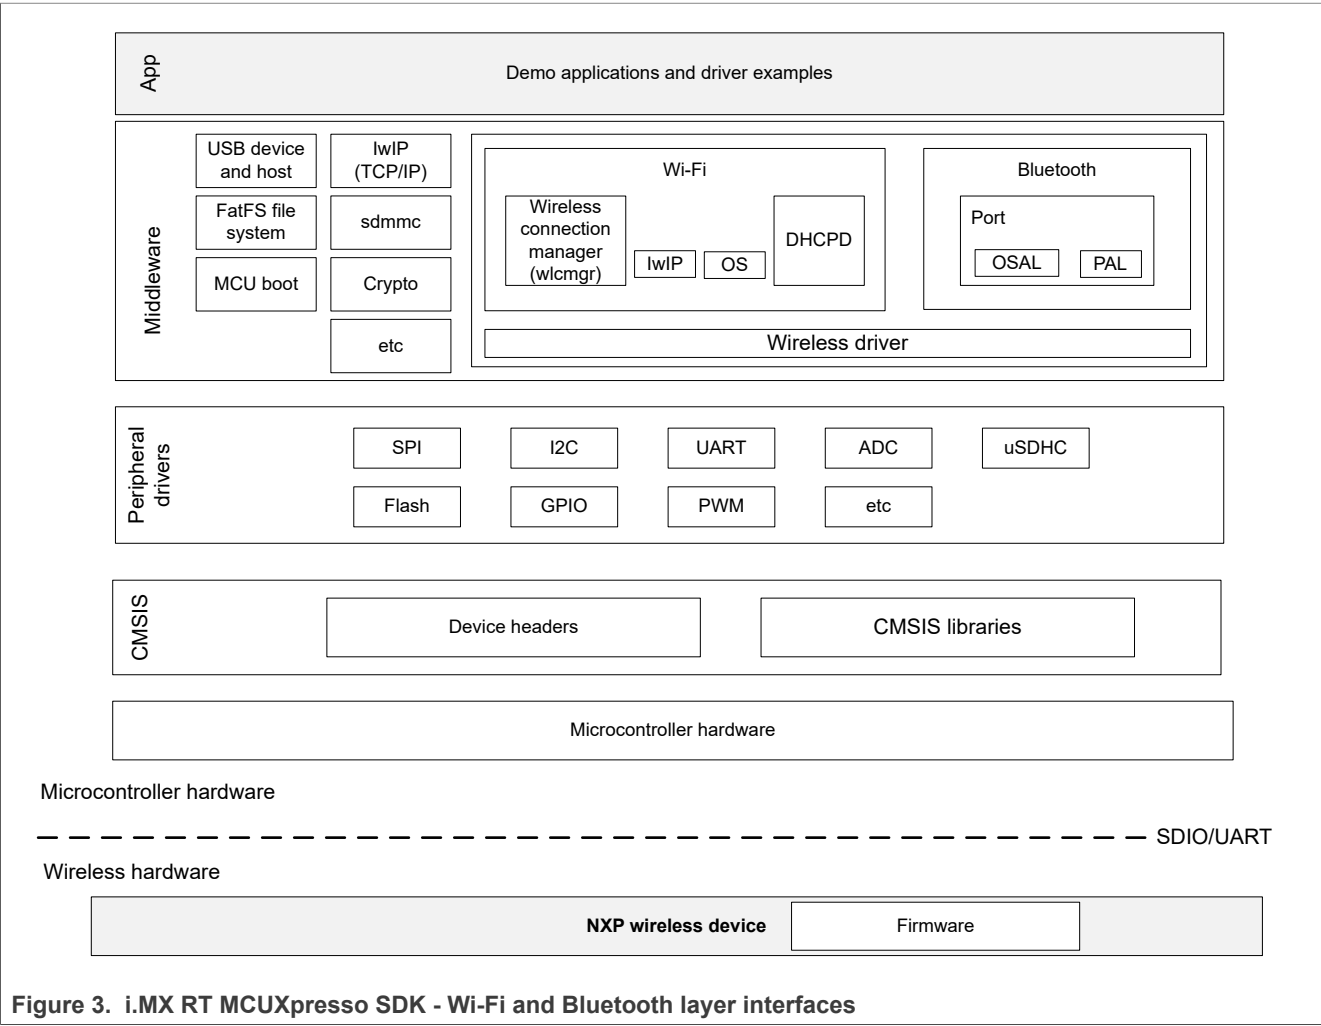 App
Demo applications and driver examples
Middleware
USB device
and host
IwIP
(TCP/IP)
FatFS file
system
sdmmc
MCU boot
Crypto
etc
Wi-Fi
Wireless
connection
manager
(wlcmgr)
IwIP
OS
DHCPD
Bluetooth
Port
OSAL
PAL
Wireless driver
Peripheral
drivers
SPI
I2C
UART
ADC
uSDHC
Flash
GPIO
PWM
etc
CMSIS
Device headers
CMSIS libraries
Microcontroller hardware
Microcontroller hardware
SDIO/UART
Wireless hardware
NXP wireless device
Firmware
Figure 3. i.MX RT MCUXpresso SDK - Wi-Fi and Bluetooth layer interfaces